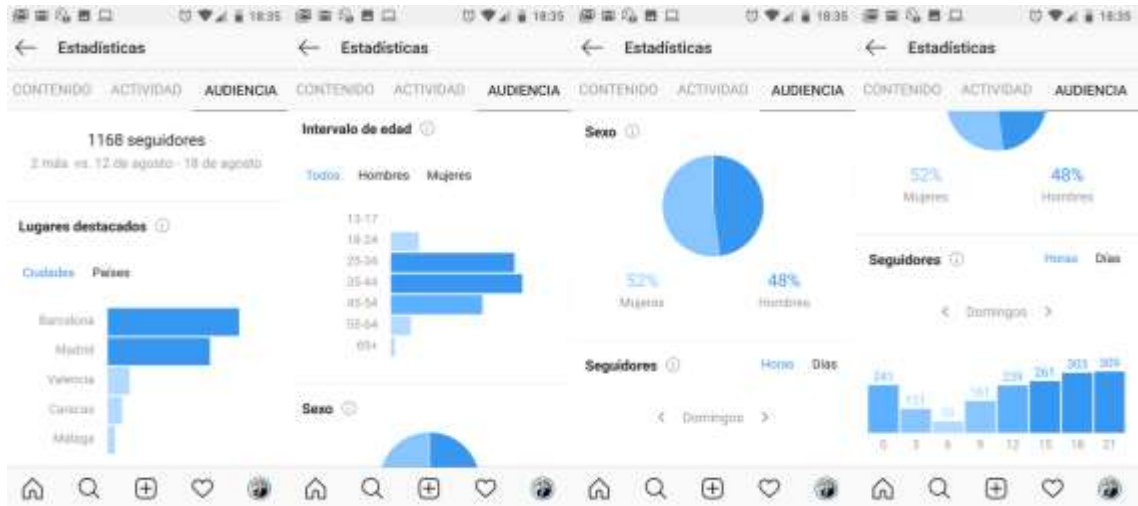 18:35
Estadísticas
CONTENIDO ACTIVIDAD AUDIENCIA
1168 seguidores
2 más vs. 12 de agosto - 18 de agosto
Lugares destacados
Ciudades Países
Barcelona
Madrid
Valencia
Caracas
Málaga
18:35
Estadísticas
CONTENIDO ACTIVIDAD AUDIENCIA
Intervalo de edad
Todos Hombres Mujeres
13-17
18-24
25-34
35-44
45-54
55-64
65+
Sexo
18:35
Estadísticas
CONTENIDO ACTIVIDAD AUDIENCIA
Sexo
52% 48%
Mujeres Hombres
Seguidores Horas Días
Domingos
18:35
Estadísticas
CONTENIDO ACTIVIDAD AUDIENCIA
52% 48%
Mujeres Hombres
Seguidores Horas Días
Domingos
239 261 303 309
0 3 6 9 12 15 18 21